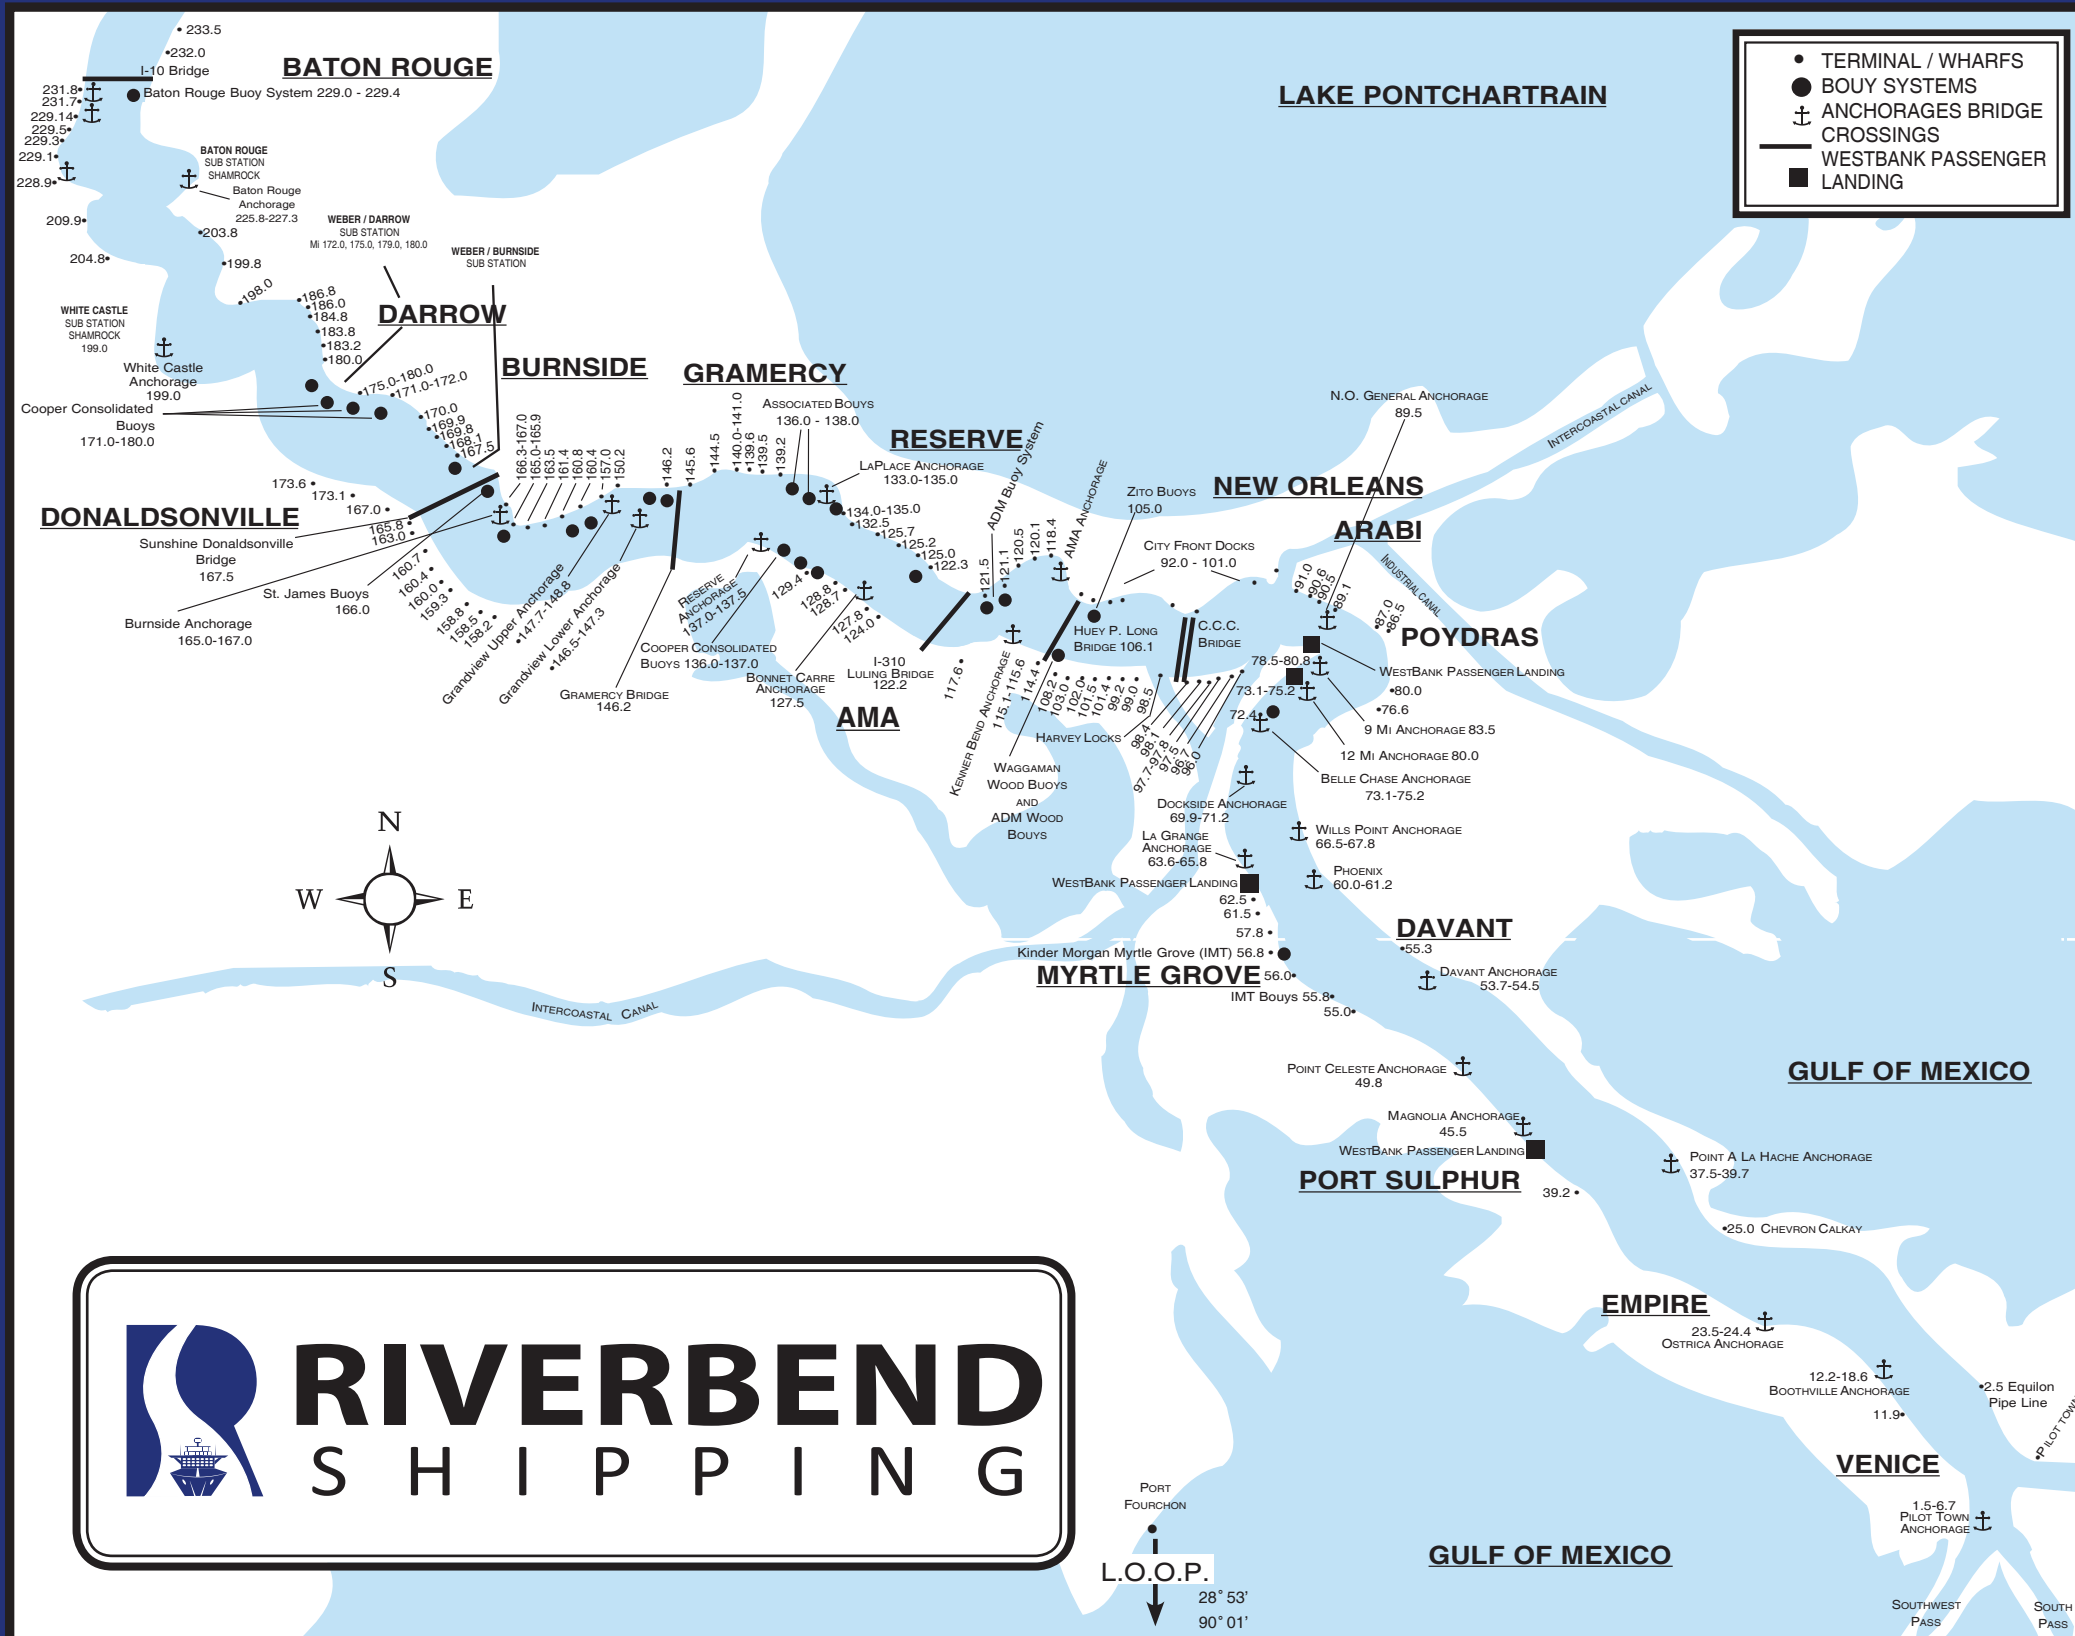 233.5
232.0
I-10 Bridge
BATON ROUGE
231.8
231.7
Baton Rouge Buoy System 229.0 - 229.4
229.14
229.5
229.3
229.1
228.9
BATON ROUGE
SUB STATION
SHAMROCK
Baton Rouge
Anchorage
225.8-227.3
209.9
203.8
204.8
199.8
198.0
WEBER / DARROW
SUB STATION
Mi 172.0, 175.0, 179.0, 180.0
WEBER / BURNSIDE
SUB STATION
LAKE PONTCHARTRAIN
TERMINAL / WHARFS
BOUY SYSTEMS
ANCHORAGES BRIDGE
CROSSINGS
WESTBANK PASSENGER
LANDING
WHITE CASTLE
SUB STATION
SHAMROCK
199.0
White Castle
Anchorage
199.0
Cooper Consolidated
Buoys
171.0-180.0
186.8
186.0
184.8
183.8
183.2
180.0
DARROW
175.0-180.0
171.0-172.0
170.0
169.9
169.8
168.1
167.5
BURNSIDE
166.3-167.0
165.0-165.9
163.5
161.4
160.8
160.4
157.0
150.2
GRAMERCY
146.2
145.6
144.5
140.0-141.0
139.6
139.5
139.2
ASSOCIATED BOUYS
136.0 - 138.0
RESERVE
LAPLACE ANCHORAGE
133.0-135.0
134.0-135.0
132.5
125.7
125.2
125.0
122.3
173.6
173.1
167.0
165.8
163.0
DONALDSONVILLE
Sunshine Donaldsonville
Bridge
167.5
St. James Buoys
166.0
Burnside Anchorage
165.0-167.0
160.7
160.4
160.0
159.3
158.8
158.5
158.2
Grandview Upper Anchorage
147.7-148.8
Grandview Lower Anchorage
146.5-147.3
GRAMERCY BRIDGE
146.2
RESERVE
ANCHORAGE
137.0-137.5
COOPER CONSOLIDATED
BUOYS 136.0-137.0
129.4
128.8
128.7
127.8
124.0
BONNET CARRE
ANCHORAGE
127.5
I-310
LULING BRIDGE
122.2
AMA
ADM Buoy System
121.5
121.1
120.5
120.1
118.4
AMA ANCHORAGE
ZITO BUOYS
105.0
NEW ORLEANS
ARABI
CITY FRONT DOCKS
92.0 - 101.0
N.O. GENERAL ANCHORAGE
89.5
INTERCOASTAL CANAL
INDUSTRIAL CANAL
91.0
90.6
90.5
89.1
87.0
86.5
POYDRAS
HUEY P. LONG
BRIDGE 106.1
C.C.C.
BRIDGE
117.6
KENNER BEND ANCHORAGE
115.1-115.6
114.4
108.2
103.0
102.0
101.5
101.4
99.2
99.0
98.5
HARVEY LOCKS
98.4
98.1
97.7-97.8
97.5
96.7
96.0
WAGGAMAN
WOOD BUOYS
AND
ADM WOOD
BOUYS
78.5-80.8
WESTBANK PASSENGER LANDING
73.1-75.2
80.0
76.6
72.4
9 MI ANCHORAGE 83.5
12 MI ANCHORAGE 80.0
BELLE CHASE ANCHORAGE
73.1-75.2
DOCKSIDE ANCHORAGE
69.9-71.2
LA GRANGE
ANCHORAGE
63.6-65.8
WILLS POINT ANCHORAGE
66.5-67.8
PHOENIX
60.0-61.2
WESTBANK PASSENGER LANDING
62.5
61.5
57.8
Kinder Morgan Myrtle Grove (IMT) 56.8
MYRTLE GROVE
56.0
IMT Bouys 55.8
55.0
DAVANT
55.3
DAVANT ANCHORAGE
53.7-54.5
N
W
E
S
INTERCOASTAL CANAL
POINT CELESTE ANCHORAGE
49.8
GULF OF MEXICO
MAGNOLIA ANCHORAGE
45.5
WESTBANK PASSENGER LANDING
PORT SULPHUR
39.2
POINT A LA HACHE ANCHORAGE
37.5-39.7
25.0 CHEVRON CALKAY
EMPIRE
23.5-24.4
OSTRICA ANCHORAGE
12.2-18.6
BOOTHVILLE ANCHORAGE
11.9
2.5 Equilon
Pipe Line
PILOT TOWN
VENICE
1.5-6.7
PILOT TOWN
ANCHORAGE
RIVERBEND
SHIPPING
PORT
FOURCHON
L.O.O.P.
28° 53'
90° 01'
GULF OF MEXICO
SOUTHWEST
PASS
SOUTH
PASS